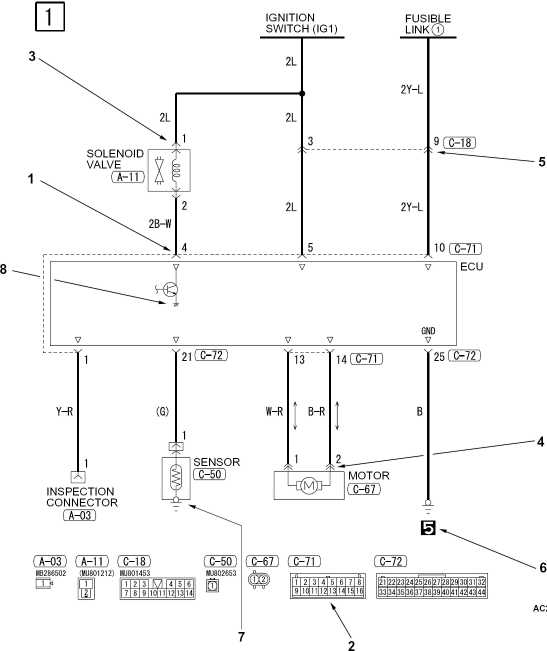 1
IGNITION
SWITCH (IG1)
FUSIBLE
LINK①
3
2L
2Y-L
2L
2L
1
3
9
C-18
5
SOLENOID
VALVE
A-11
1
2
2B-W
2L
2Y-L
4
5
10
C-71
8
ECU
GND
1
21
C-72
13
14
C-71
25
C-72
Y-R
(G)
W-R
B-R
B
1
1
1
2
4
SENSOR
C-50
MOTOR
C-67
INSPECTION
CONNECTOR
A-03
5
6
A-03
A-11
C-18
C-50
C-67
C-71
C-72
MB286502
(MU801212)
MU801453
MU802653
1
2
1 2 3 4 5 6
7 8 9 10 11 12 13 14
1
1 2
1 2 3 4 5 6 7 8
9 10 11 12 13 14 15 16
21 22 23 24 25 26 27 28 29 30 31 32
33 34 35 36 37 38 39 40 41 42 43 44
AC2
7
2